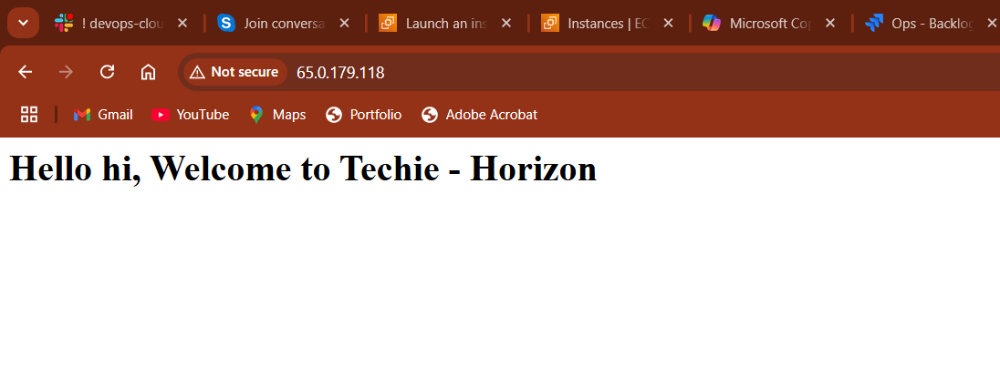 ! devops-clou
Join conversa
Launch an ins
Instances | EC
Microsoft Co
Ops - Backlog
Not secure 65.0.179.118
Gmail YouTube Maps Portfolio Adobe Acrobat
Hello hi, Welcome to Techie - Horizon